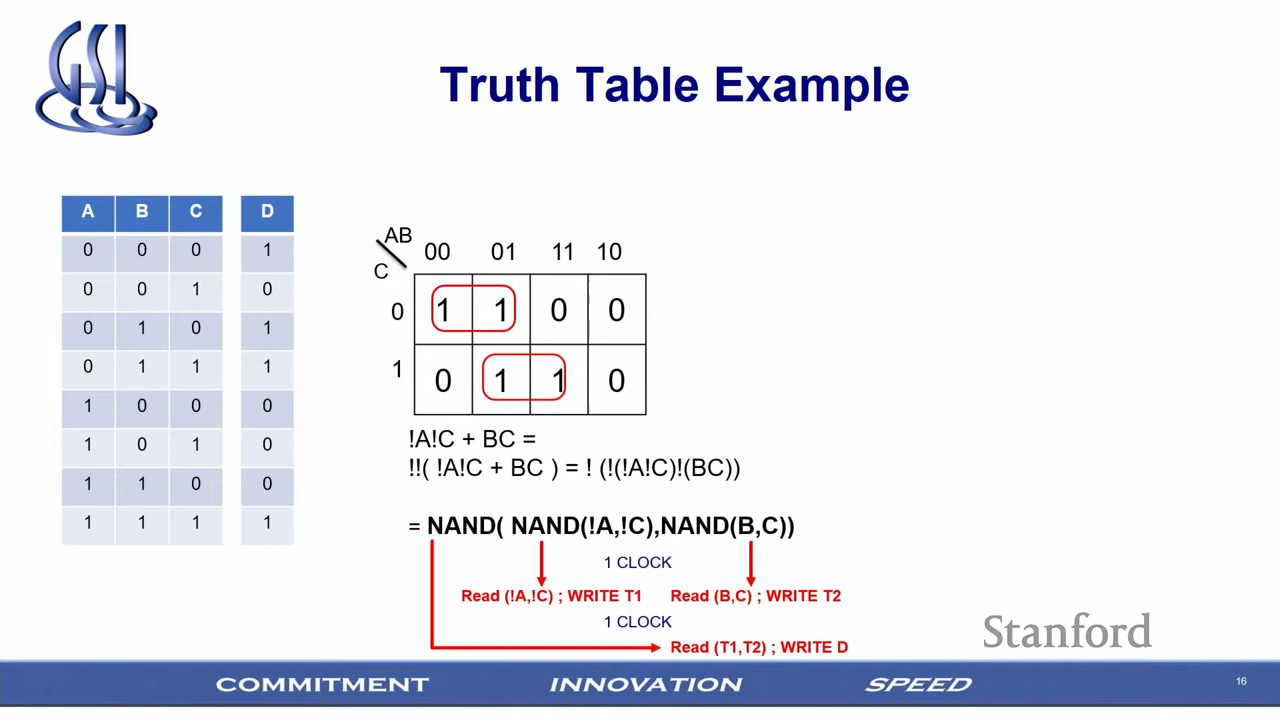 GSI
Truth Table Example
A B C D
0 0 0 1
0 0 1 0
0 1 0 1
0 1 1 1
1 0 0 0
1 0 1 0
1 1 0 0
1 1 1 1
AB
C
00 01 11 10
0 1 1 0 0
1 0 1 1 0
!A!C + BC =
!!( !A!C + BC ) = ! (!(!A!C)!(BC))
= NAND( NAND(!A,!C),NAND(B,C))
1 CLOCK
Read (!A,!C) ; WRITE T1 Read (B,C) ; WRITE T2
1 CLOCK
Read (T1,T2) ; WRITE D
Stanford
COMMITMENT INNOVATION SPEED 16